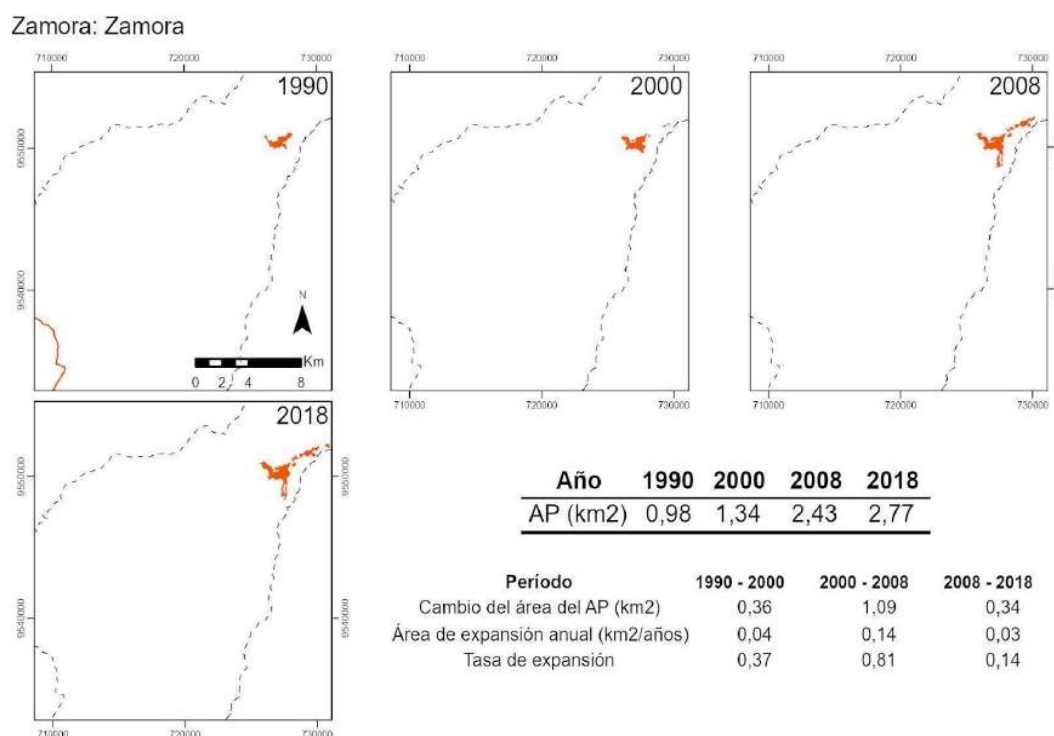 Zamora: Zamora
710000 720000 730000
710000 720000 730000
710000 720000 730000
1990
2000
2008
9550000
9540000
N
Km
0 2 4 8
710000 720000 730000
710000 720000 730000
2018
9550000
9550000
9540000
9540000
Año 1990 2000 2008 2018
AP (km2) 0,98 1,34 2,43 2,77
Período 1990 - 2000 2000 - 2008 2008 - 2018
Cambio del área del AP (km2) 0,36 1,09 0,34
Área de expansión anual (km2/años) 0,04 0,14 0,03
Tasa de expansión 0,37 0,81 0,14
710000 720000 730000